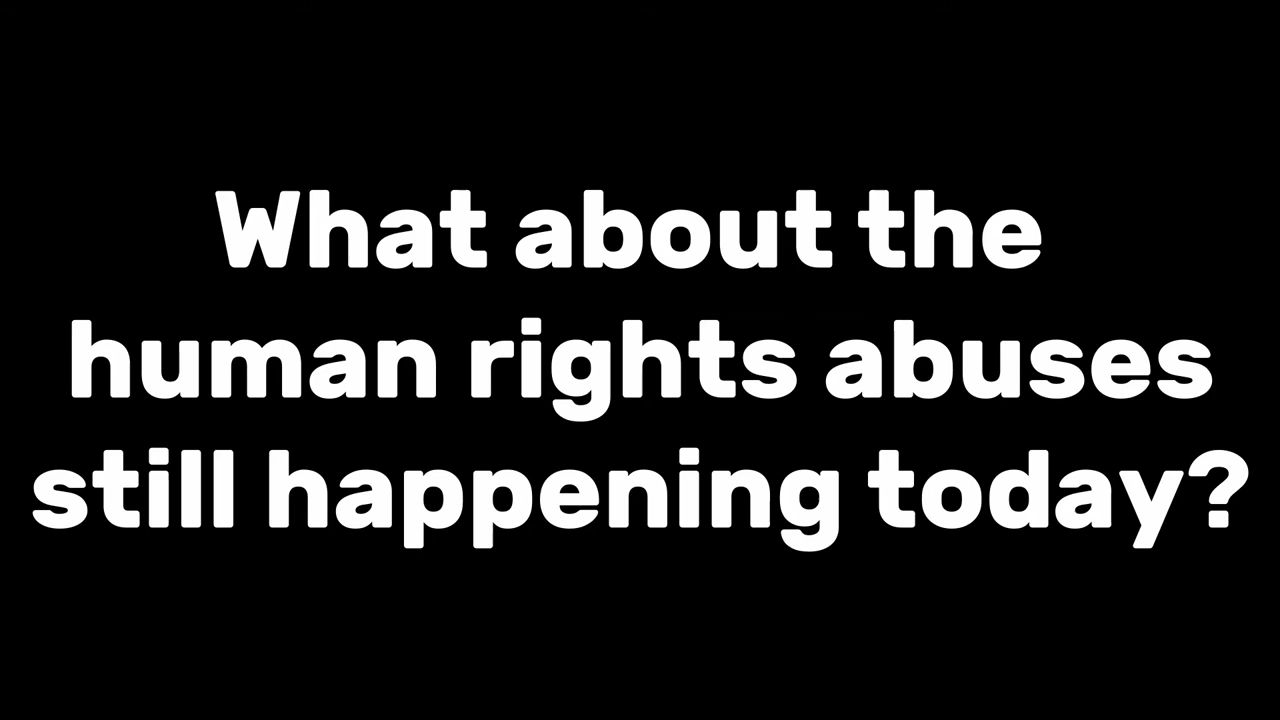 What about the
human rights abuses
still happening today?